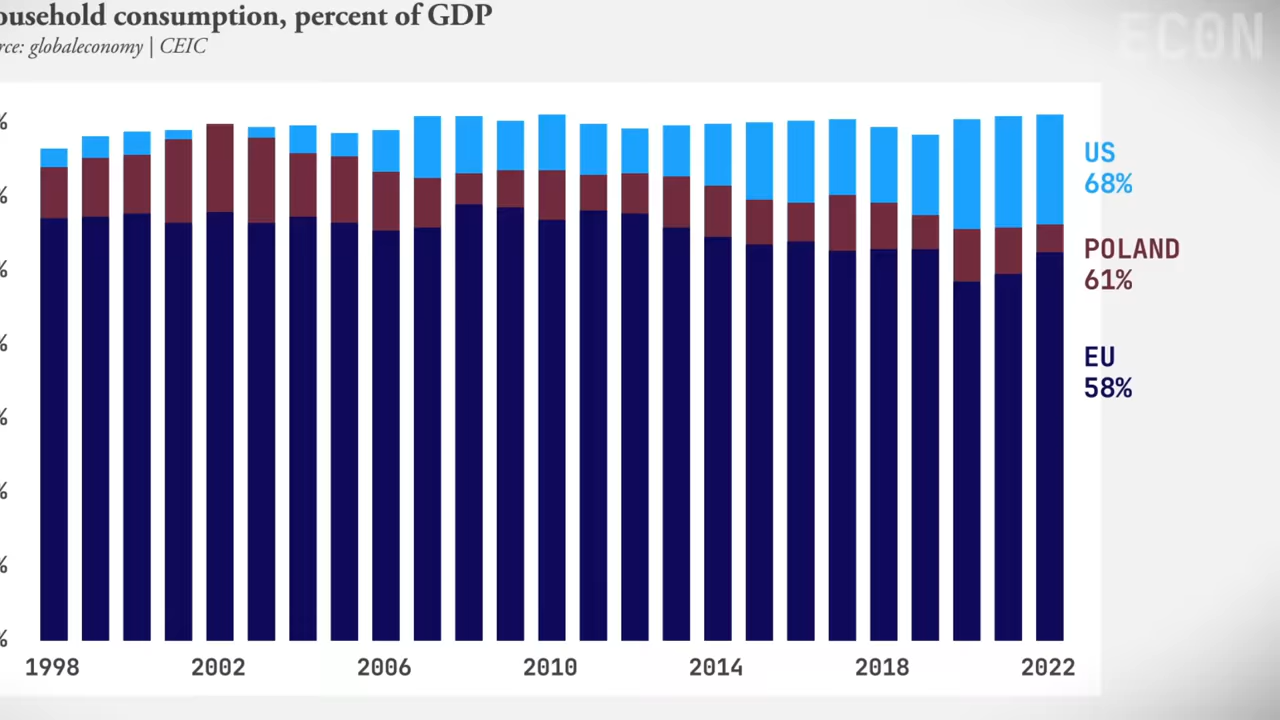 ousehold consumption, percent of GDP
rce: globaleconomy | CEIC
ECON
%
%
%
%
%
%
%
%
US
68%
POLAND
61%
EU
58%
1998 2002 2006 2010 2014 2018 2022